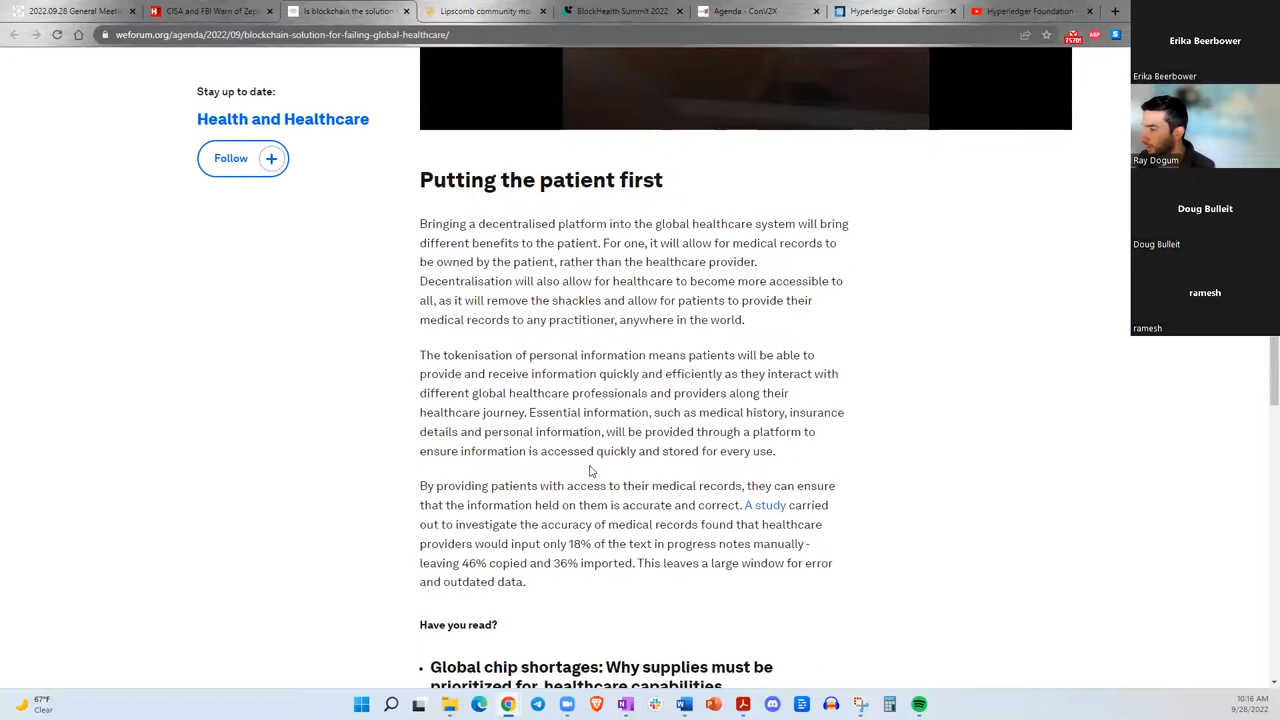 2022.09.28 General Meeti
CISA and FBI Warn of Zep
Is blockchain the solution
Lipscomb community mo
BlockHealth Summit 2022
Agenda - ConV2X
Hyperledger Global Forum
Hyperledger Foundation -
weforum.org/agenda/2022/09/blockchain-solution-for-failing-global-healthcare/
ABP
S
Stay up to date:
Health and Healthcare
Follow
Putting the patient first
Bringing a decentralised platform into the global healthcare system will bring
different benefits to the patient. For one, it will allow for medical records to
be owned by the patient, rather than the healthcare provider.
Decentralisation will also allow for healthcare to become more accessible to
all, as it will remove the shackles and allow for patients to provide their
medical records to any practitioner, anywhere in the world.
The tokenisation of personal information means patients will be able to
provide and receive information quickly and efficiently as they interact with
different global healthcare professionals and providers along their
healthcare journey. Essential information, such as medical history, insurance
details and personal information, will be provided through a platform to
ensure information is accessed quickly and stored for every use.
By providing patients with access to their medical records, they can ensure
that the information held on them is accurate and correct. A study carried
out to investigate the accuracy of medical records found that healthcare
providers would input only 18% of the text in progress notes manually -
leaving 46% copied and 36% imported. This leaves a large window for error
and outdated data.
Have you read?
• Global chip shortages: Why supplies must be
prioritized for healthcare capabilities
Erika Beerbower
Erika Beerbower
Ray Dogum
Doug Bulleit
Doug Bulleit
ramesh
ramesh
67°F
Clear
10:16 AM
9/28/2022